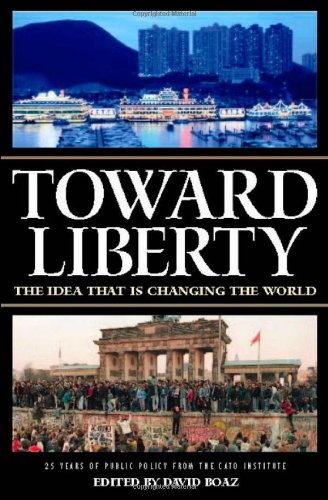 TOWARD
LIBERTY
THE IDEA THAT IS CHANGING THE WORLD
25 YEARS OF PUBLIC POLICY FROM THE CATO INSTITUTE
EDITED BY DAVID BOAZ